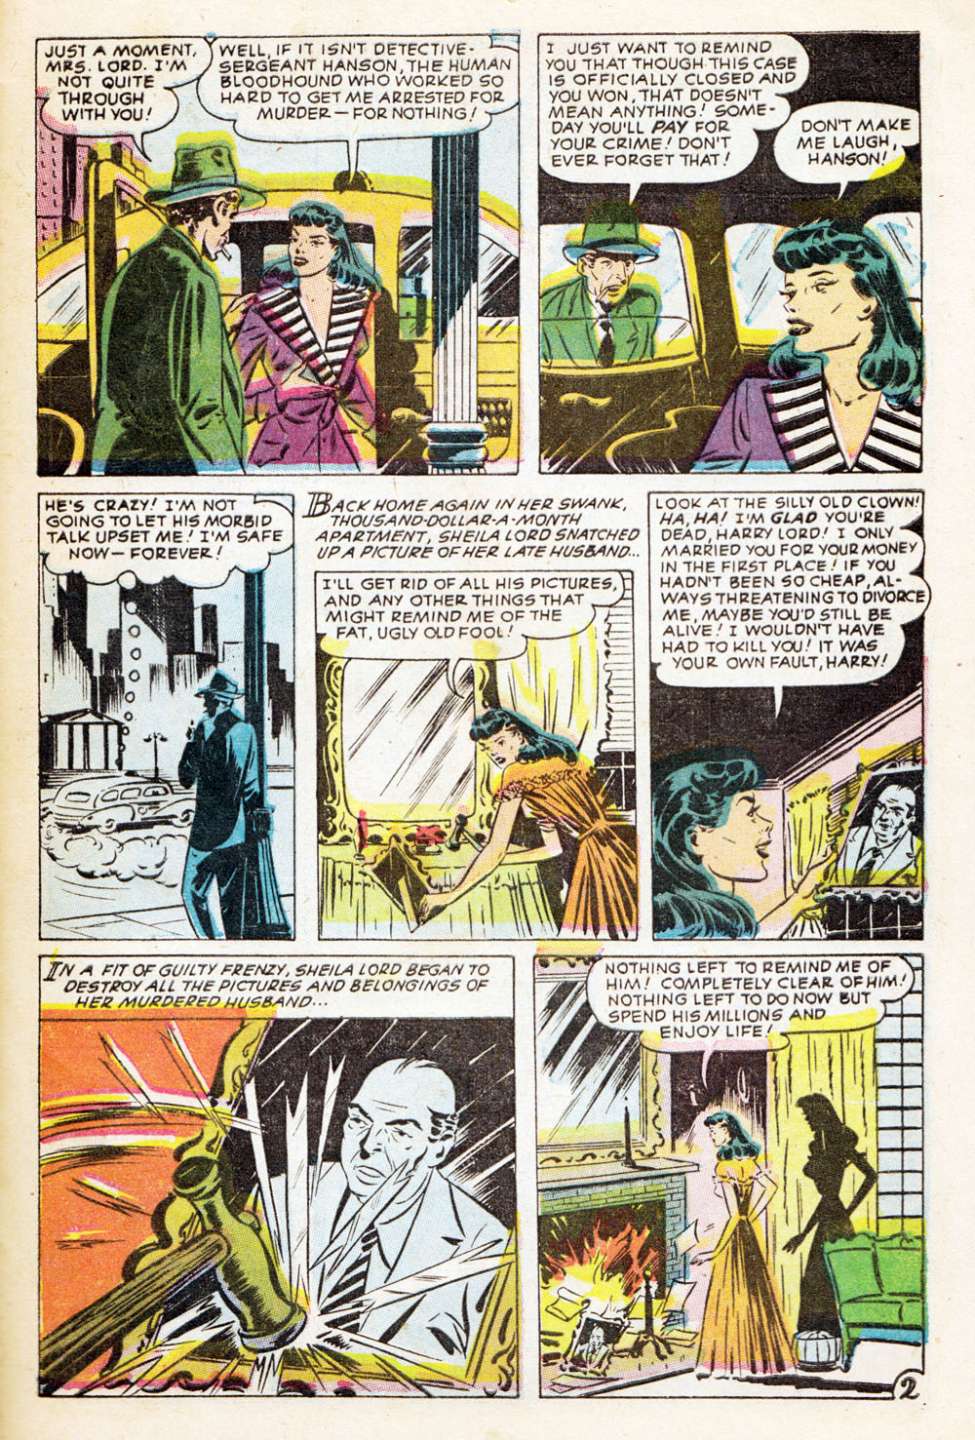 JUST A MOMENT,
MRS. LORD. I'M
NOT QUITE
THROUGH
WITH YOU!
WELL, IF IT ISN'T DETECTIVE-
SERGEANT HANSON, THE HUMAN
BLOODHOUND WHO WORKED SO
HARD TO GET ME ARRESTED FOR
MURDER—FOR NOTHING!
I JUST WANT TO REMIND
YOU THAT THOUGH THIS CASE
IS OFFICIALLY CLOSED AND
YOU WON, THAT DOESN'T
MEAN ANYTHING! SOME-
DAY YOU'LL PAY FOR
YOUR CRIME! DON'T
EVER FORGET THAT!
DON'T MAKE
ME LAUGH,
HANSON!
HE'S CRAZY! I'M NOT
GOING TO LET HIS MORBID
TALK UPSET ME! I'M SAFE
NOW—FOREVER!
BACK HOME AGAIN IN HER SWANK,
THOUSAND-DOLLAR-A-MONTH
APARTMENT, SHEILA LORD SNATCHED
UP A PICTURE OF HER LATE HUSBAND...
I'LL GET RID OF ALL HIS PICTURES,
AND ANY OTHER THINGS THAT
MIGHT REMIND ME OF THE
FAT, UGLY OLD FOOL!
LOOK AT THE SILLY OLD CLOWN!
HA, HA! I'M GLAD YOU'RE
DEAD, HARRY LORD! I ONLY
MARRIED YOU FOR YOUR MONEY
IN THE FIRST PLACE! IF YOU
HADN'T BEEN SO CHEAP, AL-
WAYS THREATENING TO DIVORCE
ME, MAYBE YOU'D STILL BE
ALIVE! I WOULDN'T HAVE
HAD TO KILL YOU! IT WAS
YOUR OWN FAULT, HARRY!
IN A FIT OF GUILTY FRENZY, SHEILA LORD BEGAN TO
DESTROY ALL THE PICTURES AND BELONGINGS OF
HER MURDERED HUSBAND...
NOTHING LEFT TO REMIND ME OF
HIM! COMPLETELY CLEAR OF HIM!
NOTHING LEFT TO DO NOW BUT
SPEND HIS MILLIONS AND
ENJOY LIFE!
2